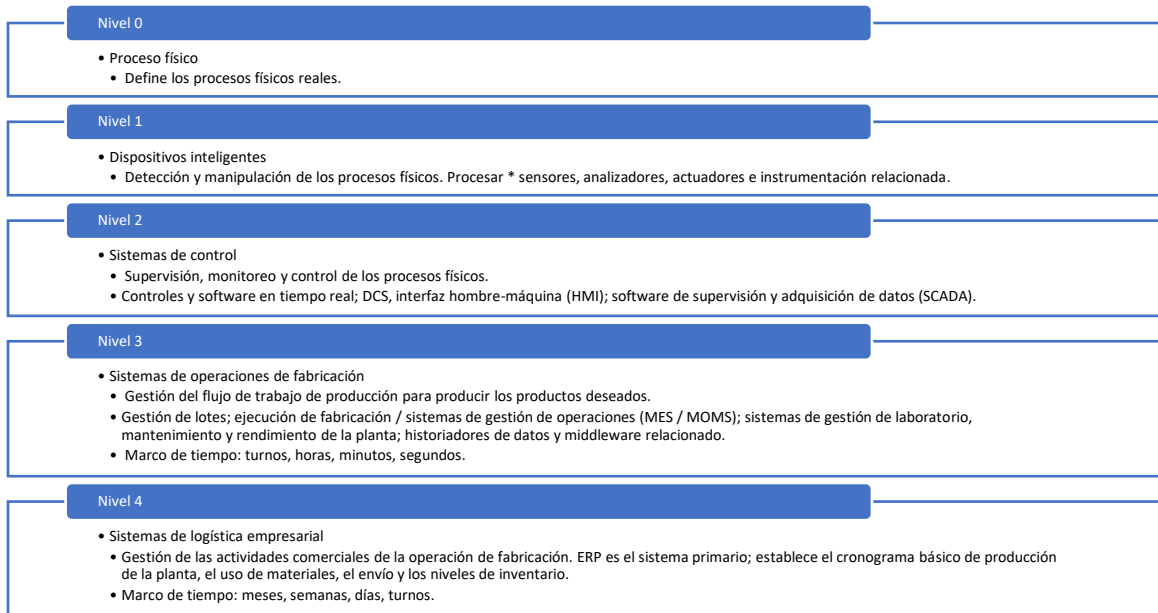 Nivel 0
• Proceso físico
• Define los procesos físicos reales.
Nivel 1
• Dispositivos inteligentes
• Detección y manipulación de los procesos físicos. Procesar * sensores, analizadores, actuadores e instrumentación relacionada.
Nivel 2
• Sistemas de control
• Supervisión, monitoreo y control de los procesos físicos.
• Controles y software en tiempo real; DCS, interfaz hombre-máquina (HMI); software de supervisión y adquisición de datos (SCADA).
Nivel 3
• Sistemas de operaciones de fabricación
• Gestión del flujo de trabajo de producción para producir los productos deseados.
• Gestión de lotes; ejecución de fabricación / sistemas de gestión de operaciones (MES / MOMS); sistemas de gestión de laboratorio,
mantenimiento y rendimiento de la planta; historiadores de datos y middleware relacionado.
• Marco de tiempo: turnos, horas, minutos, segundos.
Nivel 4
• Sistemas de logística empresarial
• Gestión de las actividades comerciales de la operación de fabricación. ERP es el sistema primario; establece el cronograma básico de producción
de la planta, el uso de materiales, el envío y los niveles de inventario.
• Marco de tiempo: meses, semanas, días, turnos.